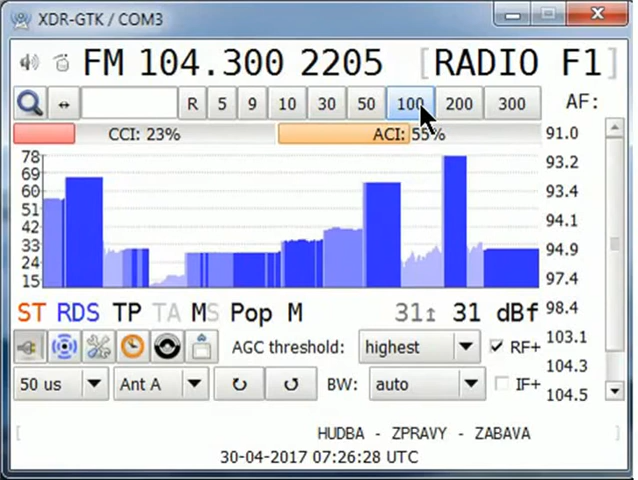 XDR-GTK / COM3
FM 104.300 2205 [RADIO F1]
R 5 9 10 30 50 100 200 300 AF:
CCI: 23% ACI: 55% 91.0
78 93.2
69
60 93.4
51 94.1
42
33 94.9
24
15 97.4
ST RDS TP TA MS Pop M 31↥ 31 dBf 98.4
AGC threshold: highest RF+ 103.1
104.3
50 us Ant A BW: auto IF+ 104.5
[ HUDBA - ZPRAVY - ZABAVA ]
30-04-2017 07:26:28 UTC